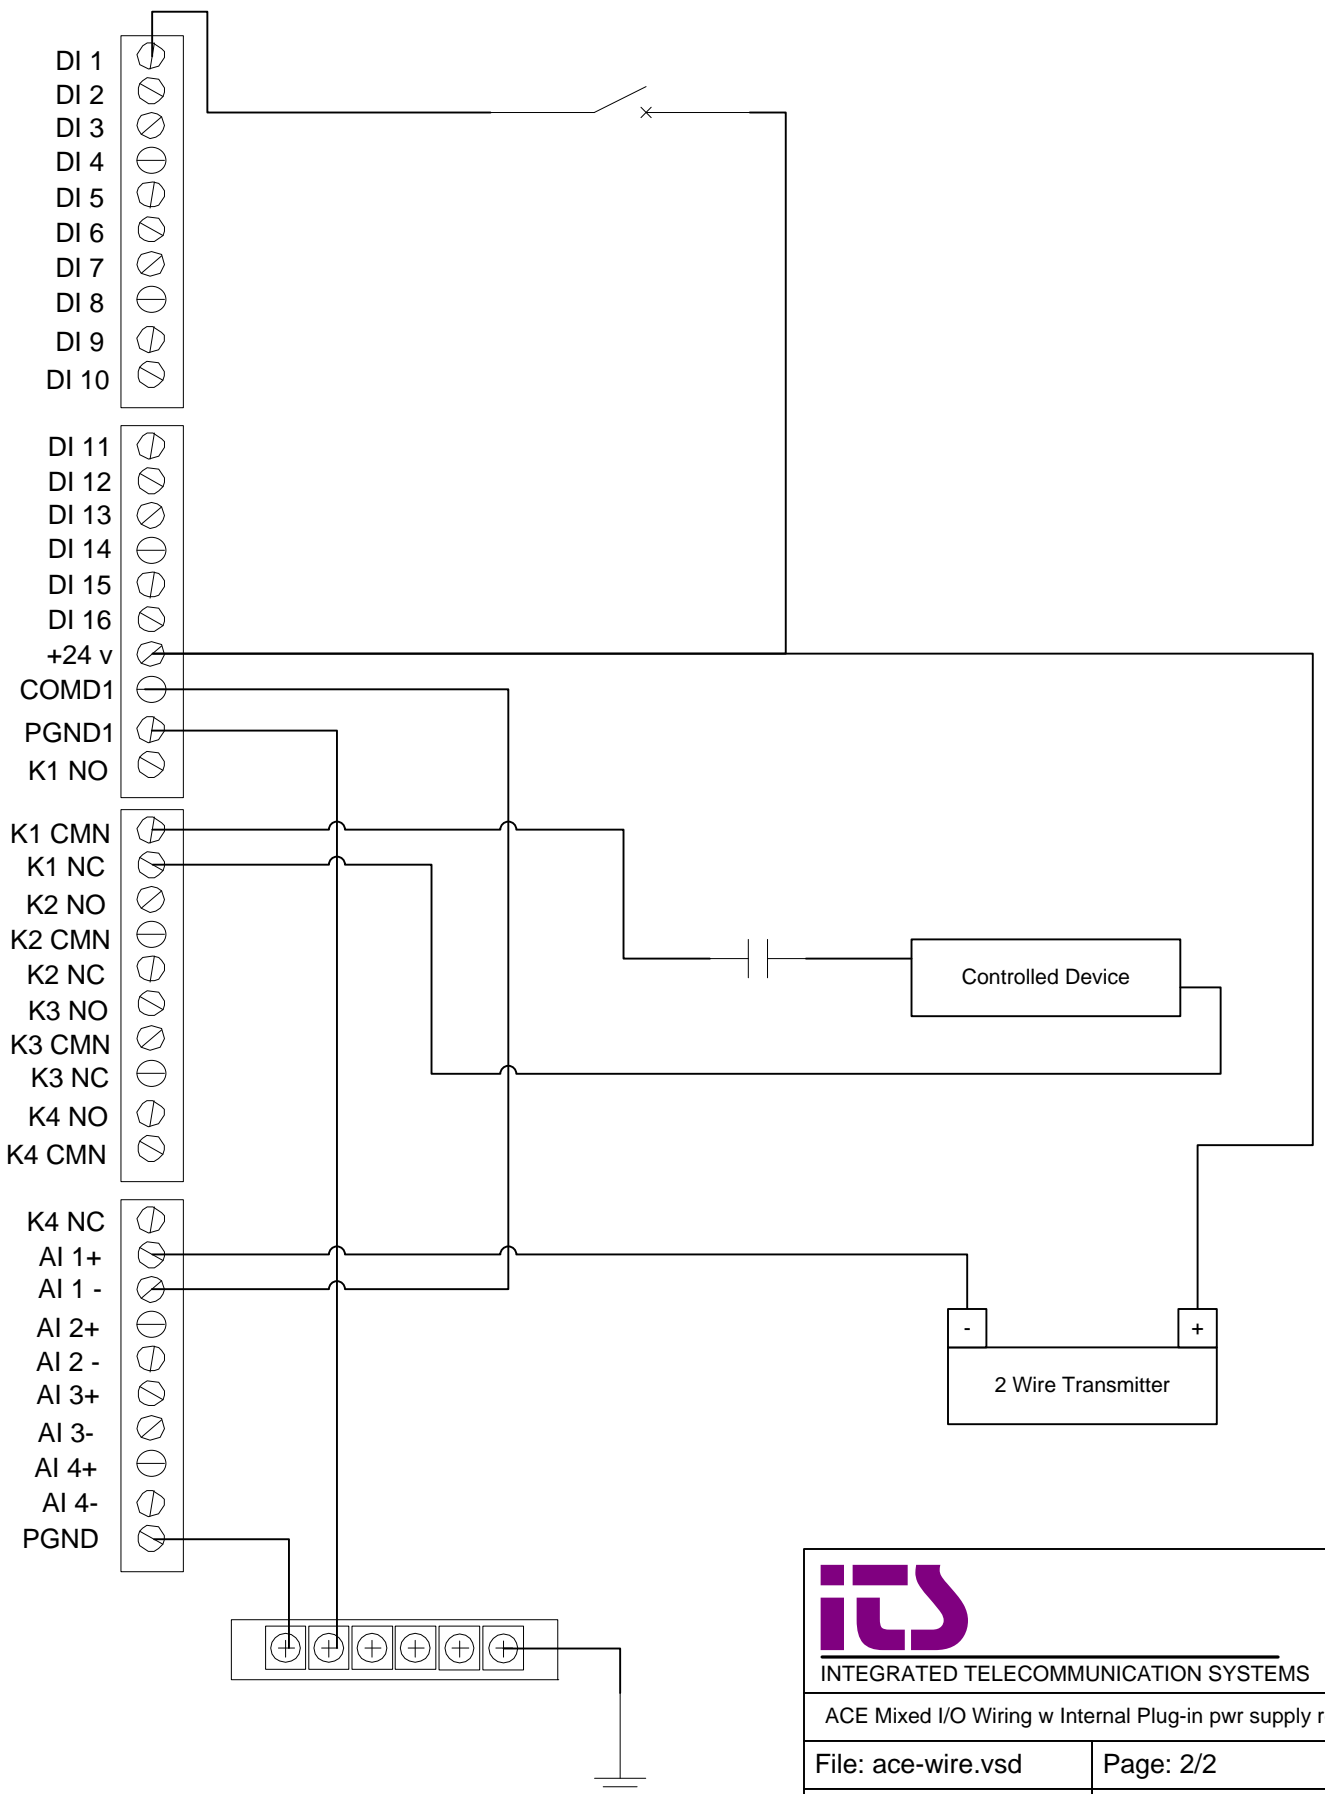 DI 1
DI 2
DI 3
DI 4
DI 5
DI 6
DI 7
DI 8
DI 9
DI 10
DI 11
DI 12
DI 13
DI 14
DI 15
DI 16
+24 v
COMD1
PGND1
K1 NO
K1 CMN
K1 NC
K2 NO
K2 CMN
K2 NC
K3 NO
K3 CMN
K3 NC
K4 NO
K4 CMN
Controlled Device
K4 NC
AI 1+
AI 1 -
AI 2+
AI 2 -
AI 3+
AI 3-
AI 4+
AI 4-
PGND
- +
2 Wire Transmitter
iTS
INTEGRATED TELECOMMUNICATION SYSTEMS
ACE Mixed I/O Wiring w Internal Plug-in pwr supply r
File: ace-wire.vsd
Page: 2/2